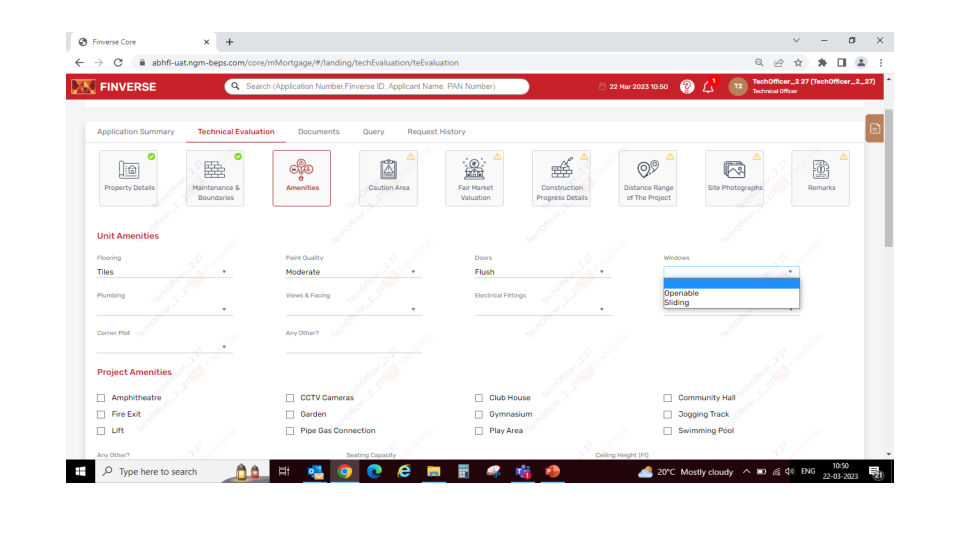 Finverse Core
abhfl-uat.ngm-beps.com/core/mMortgage/#/landing/techEvaluation/teEvaluation
FINVERSE
Search (Application Number,Finverse ID, Applicant Name, PAN Number)
22 Mar 2023 10:50
1
T2
TechOfficer_2 27 (TechOfficer_2_27)
Technical Officer
Application Summary Technical Evaluation Documents Query Request History
Property Details
Maintenance &
Boundaries
Amenities
Caution Area
Fair Market
Valuation
Construction
Progress Details
Distance Range
of The Project
Site Photographs
Remarks
Unit Amenities
Flooring Paint Quality Doors Windows
Tiles Moderate Flush
Openable
Sliding
Plumbing Views & Facing Electrical Fittings
Corner Plot Any Other?
Project Amenities
Amphitheatre CCTV Cameras Club House Community Hall
Fire Exit Garden Gymnasium Jogging Track
Lift Pipe Gas Connection Play Area Swimming Pool
Any Other? Seating Capacity Ceiling Height (Ft)
Type here to search
20°C Mostly cloudy
ENG
10:50
22-03-2023
21